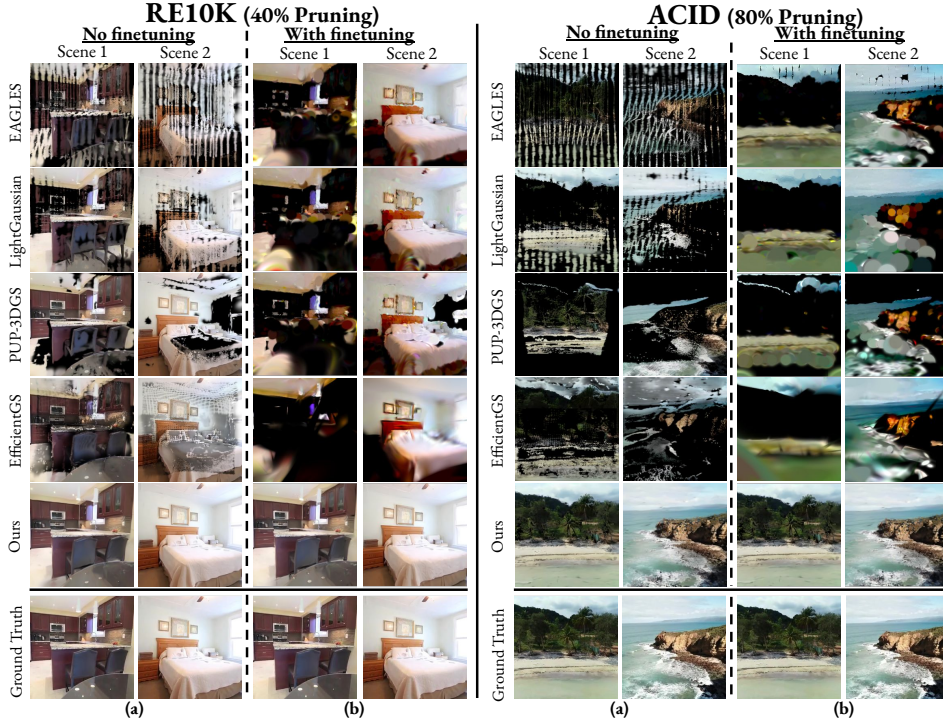 RE10K (40% Pruning)
No finetuning
With finetuning
Scene 1
Scene 2
Scene 1
Scene 2
ACID (80% Pruning)
No finetuning
With finetuning
Scene 1
Scene 2
Scene 1
Scene 2
EAGLES
EAGLES
LightGaussian
LightGaussian
PUP-3DGS
PUP-3DGS
EfficientGS
EfficientGS
Ours
Ours
Ground Truth
Ground Truth
(a)
(b)
(a)
(b)